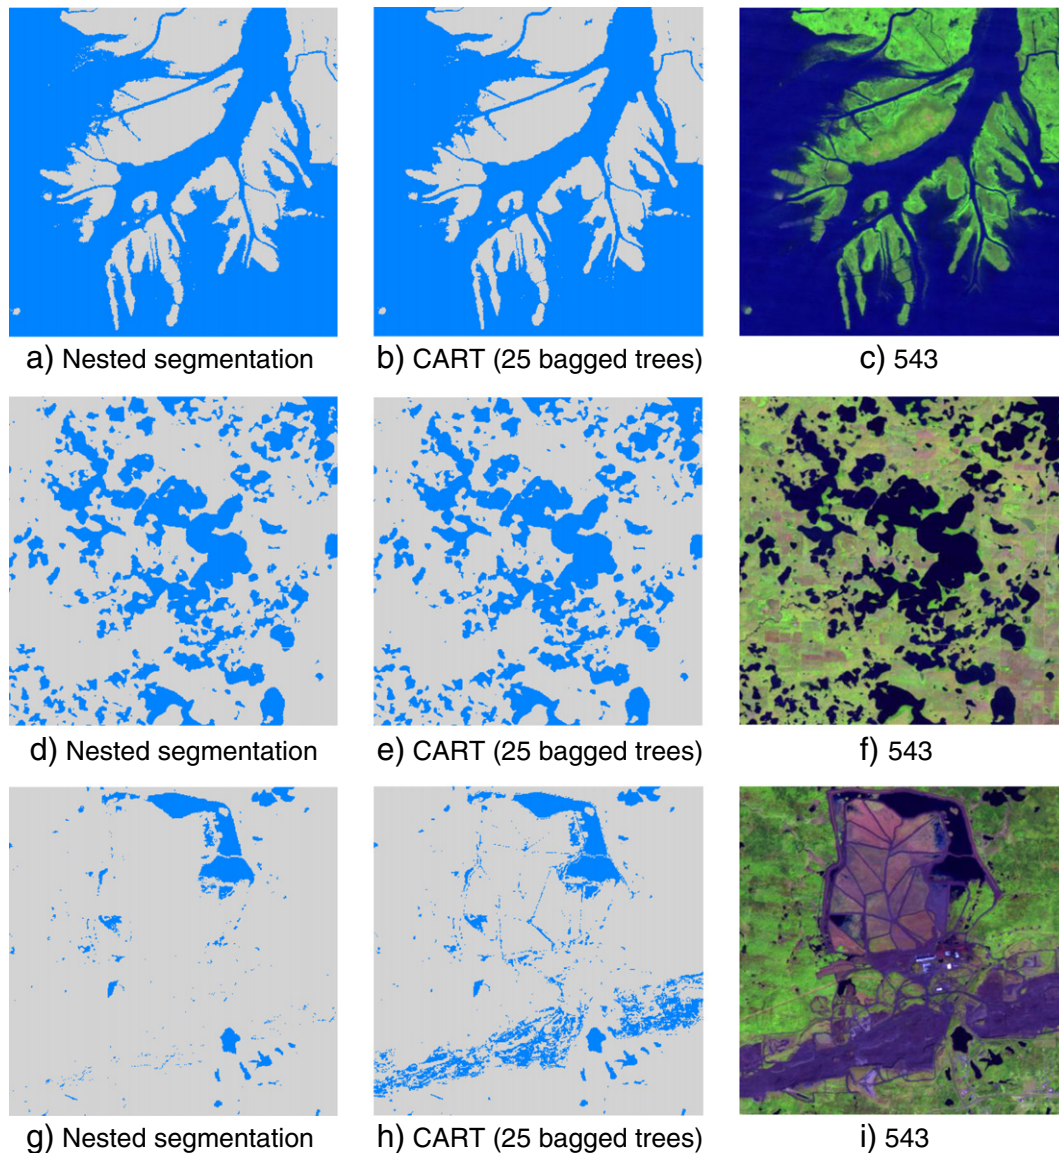 a) Nested segmentation
b) CART (25 bagged trees)
c) 543
d) Nested segmentation
e) CART (25 bagged trees)
f) 543
g) Nested segmentation
h) CART (25 bagged trees)
i) 543